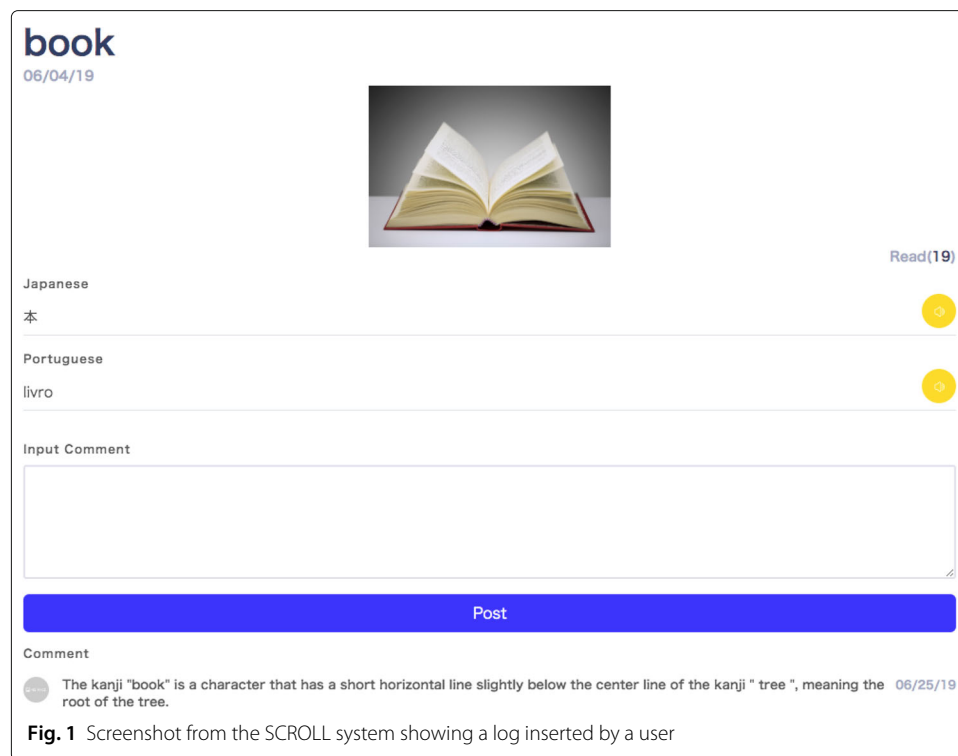 book
06/04/19
Read(19)
Japanese
本
Portuguese
livro
Input Comment
Post
Comment
The kanji "book" is a character that has a short horizontal line slightly below the center line of the kanji " tree ", meaning the 06/25/19
root of the tree.
Fig. 1 Screenshot from the SCROLL system showing a log inserted by a user